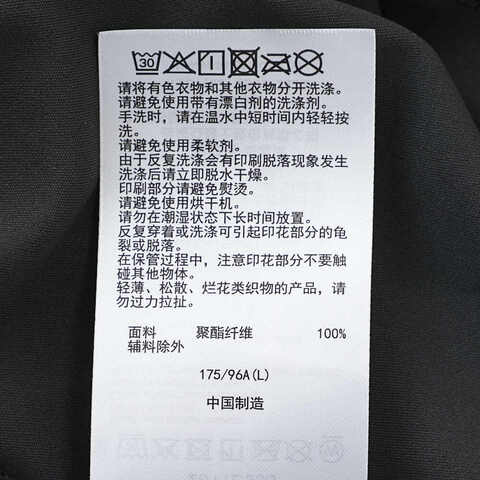 30
请将有色衣物和其他衣物分开洗涤.
请避免使用带有漂白剂的洗涤剂.
手洗时,请在温水中短时间内轻轻按
洗.
请避免使用柔软剂.
由于反复洗涤会有印刷脱落现象发生
洗涤后请立即脱水干燥.
印刷部分请避免熨烫.
请避免使用烘干机.
请勿在潮湿状态下长时间放置.
反复穿着或洗涤可引起印花部分的龟
裂或脱落.
在保管过程中, 注意印花部分不要触
碰其他物体.
轻薄、松散、烂花类织物的产品,请
勿过力拉扯.
面料 聚酯纤维 100%
辅料除外
175/96A(L)
中国制造